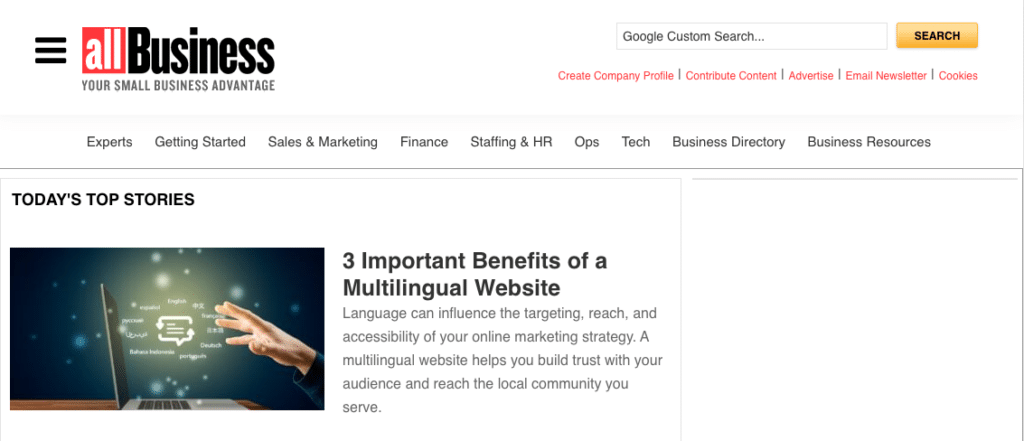 allBusiness
YOUR SMALL BUSINESS ADVANTAGE
Google Custom Search...
SEARCH
Create Company Profile | Contribute Content | Advertise | Email Newsletter | Cookies
Experts Getting Started Sales & Marketing Finance Staffing & HR Ops Tech Business Directory Business Resources
TODAY'S TOP STORIES
español English 中文
русский français
عربي 日本語
Deutsch
Bahasa Indonesia português
3 Important Benefits of a
Multilingual Website
Language can influence the targeting, reach, and
accessibility of your online marketing strategy. A
multilingual website helps you build trust with your
audience and reach the local community you
serve.